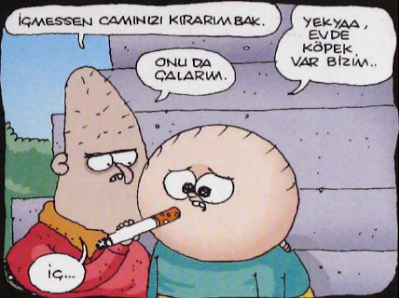 İÇMESSEN CAMINIZI KIRARIM BAK.
YEKYAA,
EVDE
KÖPEK
VAR BİZİM..
ONU DA
ÇALARIM.
İÇ...